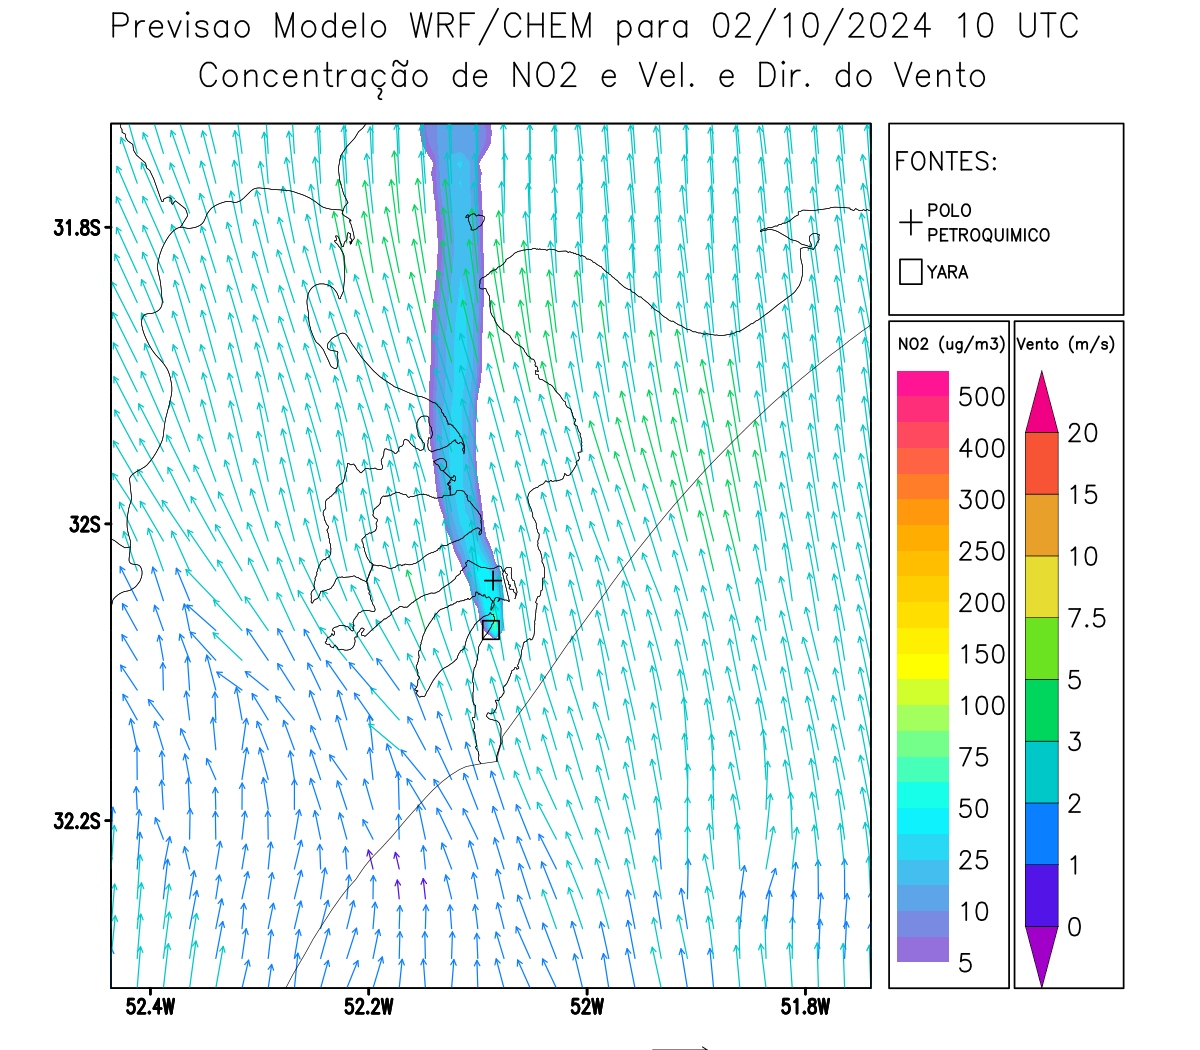 Previsao Modelo WRF/CHEM para 02/10/2024 10 UTC
Concentração de NO2 e Vel. e Dir. do Vento
FONTES:
POLO
PETROQUIMICO
YARA
31.8S
32S
32.2S
52.4W
52.2W
52W
51.8W
NO2 (ug/m3)
500
400
300
250
200
150
100
75
50
25
10
5
Vento (m/s)
20
15
10
7.5
5
3
2
1
0